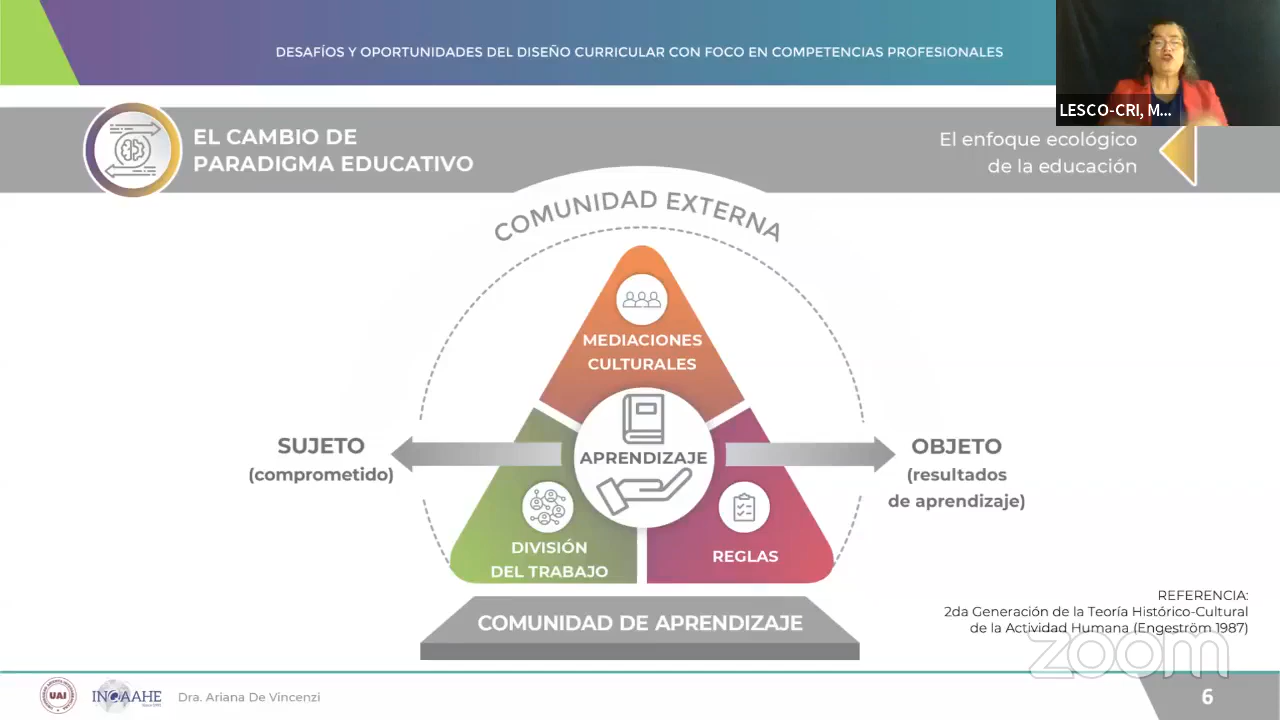 DESAFÍOS Y OPORTUNIDADES DEL DISEÑO CURRICULAR CON FOCO EN COMPETENCIAS PROFESIONALES
LESCO-CRI, M...
EL CAMBIO DE
PARADIGMA EDUCATIVO
El enfoque ecológico
de la educación
COMUNIDAD EXTERNA
MEDIACIONES
CULTURALES
SUJETO
(comprometido)
APRENDIZAJE
OBJETO
(resultados
de aprendizaje)
DIVISIÓN
DEL TRABAJO
REGLAS
COMUNIDAD DE APRENDIZAJE
REFERENCIA:
2da Generación de la Teoría Histórico-Cultural
de la Actividad Humana (Engeström 1987)
zoom
UAI
INQAAHE
Dra. Ariana De Vincenzi
6